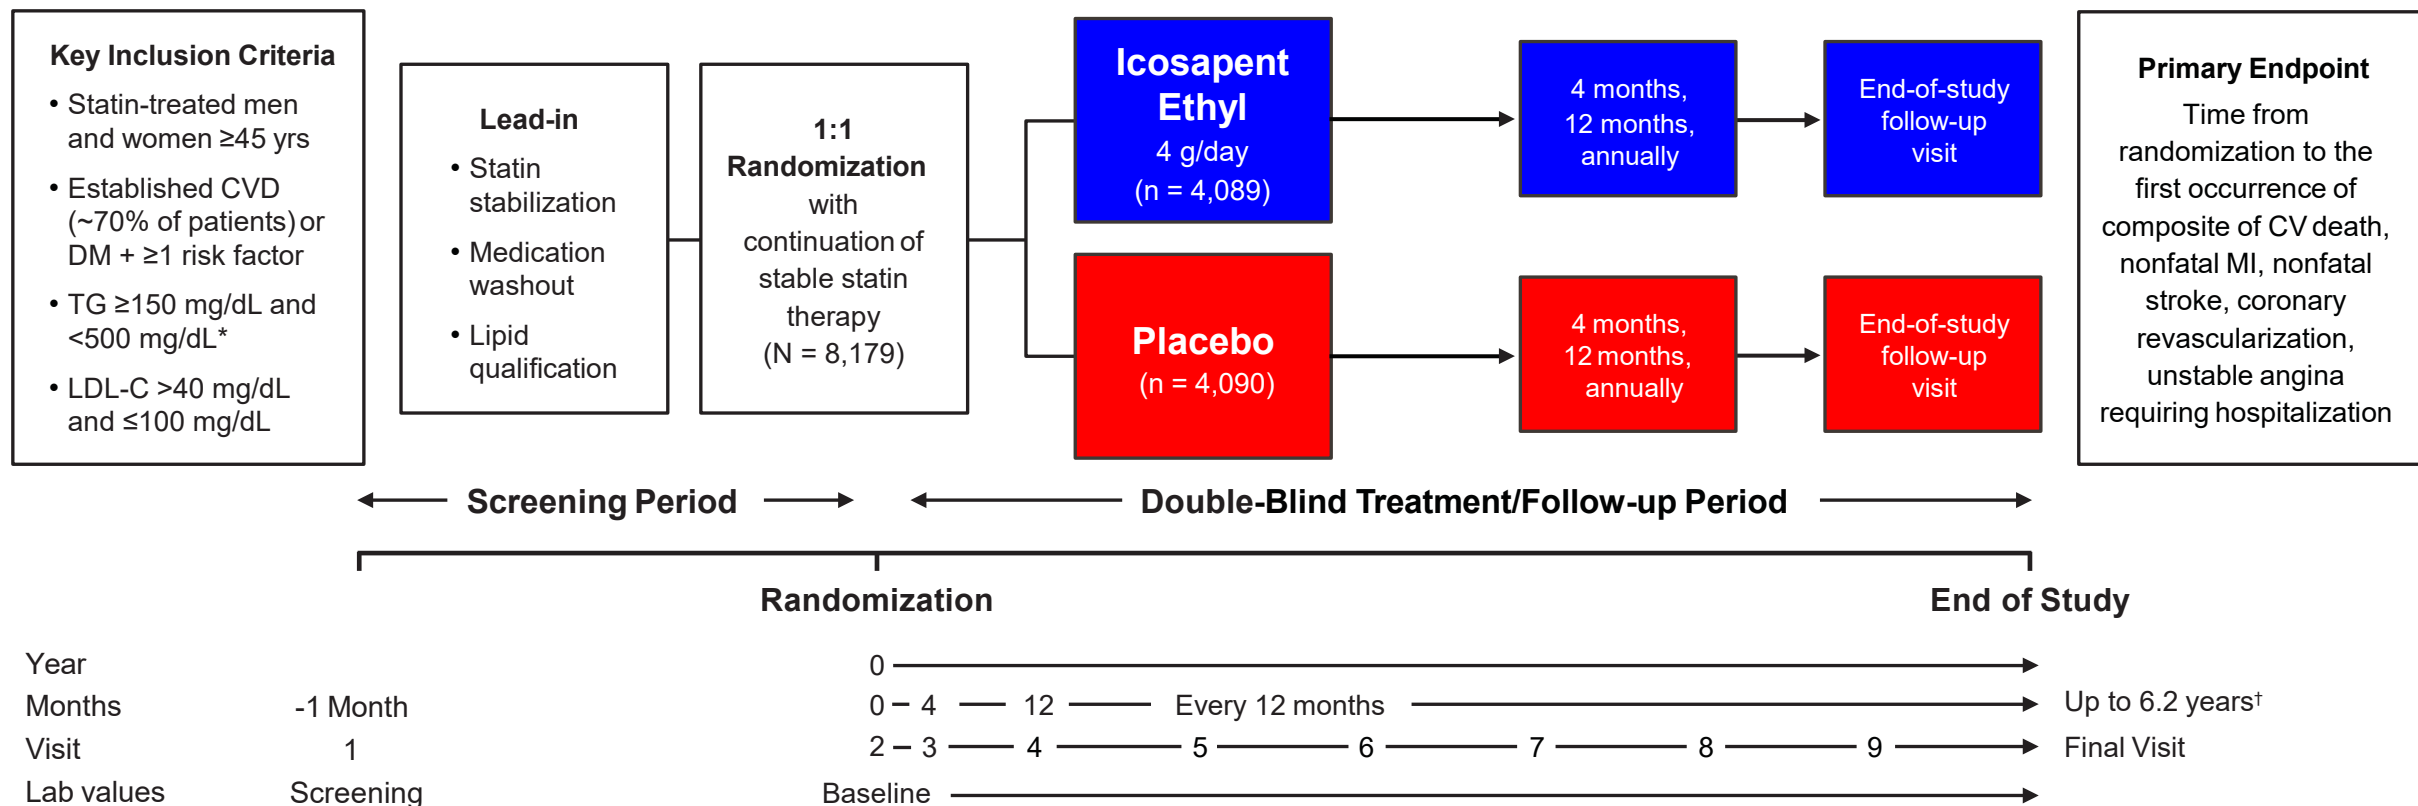 Key Inclusion Criteria
• Statin-treated men
and women ≥45 yrs
• Established CVD
(~70% of patients) or
DM + ≥1 risk factor
• TG ≥150 mg/dL and
<500 mg/dL*
• LDL-C >40 mg/dL
and ≤100 mg/dL
Lead-in
• Statin
stabilization
• Medication
washout
• Lipid
qualification
1:1
Randomization
with
continuation of
stable statin
therapy
(N = 8,179)
Icosapent
Ethyl
4 g/day
(n = 4,089)
4 months,
12 months,
annually
End-of-study
follow-up
visit
Placebo
(n = 4,090)
4 months,
12 months,
annually
End-of-study
follow-up
visit
Primary Endpoint
Time from
randomization to the
first occurrence of
composite of CV death,
nonfatal MI, nonfatal
stroke, coronary
revascularization,
unstable angina
requiring hospitalization
Screening Period
Double-Blind Treatment/Follow-up Period
Randomization
End of Study
Year 0
Months -1 Month 0 4 12 Every 12 months Up to 6.2 years†
Visit 1 2 3 4 5 6 7 8 9 Final Visit
Lab values Screening Baseline